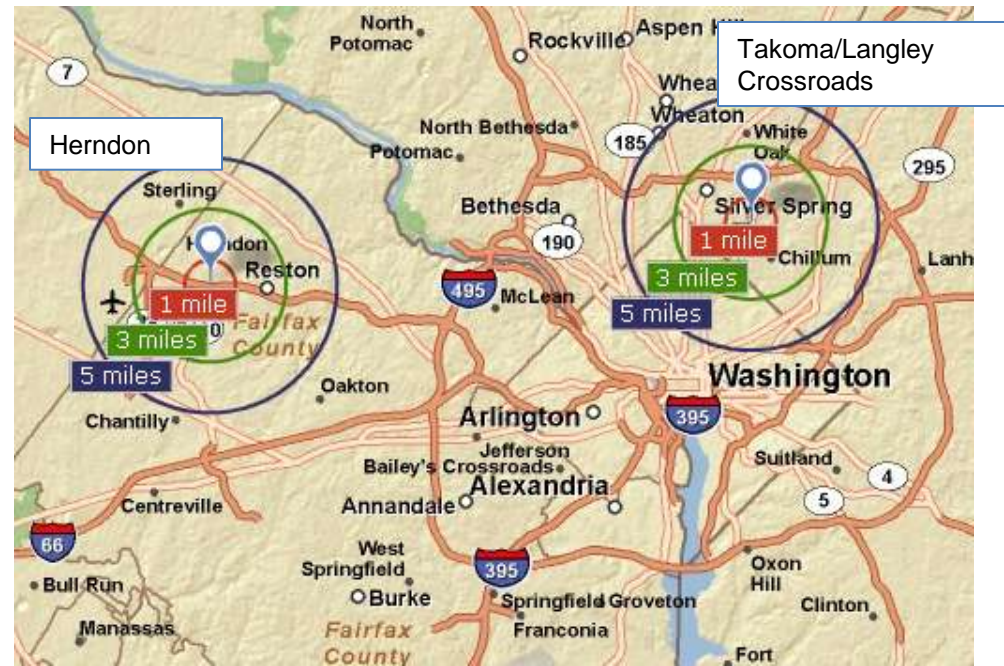 North
Potomac
Rockville
Aspen
Takoma/Langley
Crossroads
7
Wheaton
185
White
Oak
295
North Bethesda
Potomac
Herndon
Sterling
Bethesda
190
Silver Spring
1 mile
Chillum
3 miles
Lanh
5 miles
Reston
1 mile
3 miles
Fairfax
County
5 miles
495
McLean
Oakton
Washington
Chantilly
Arlington
395
Jefferson
Bailey's Crossroads
Suitland
4
5
Alexandria
Annandale
Centreville
66
West
Springfield
395
Oxon
Hill
Bull Run
Burke
Springfield
Groveton
Clinton
Franconia
Manassas
Fairfax
County
Fort